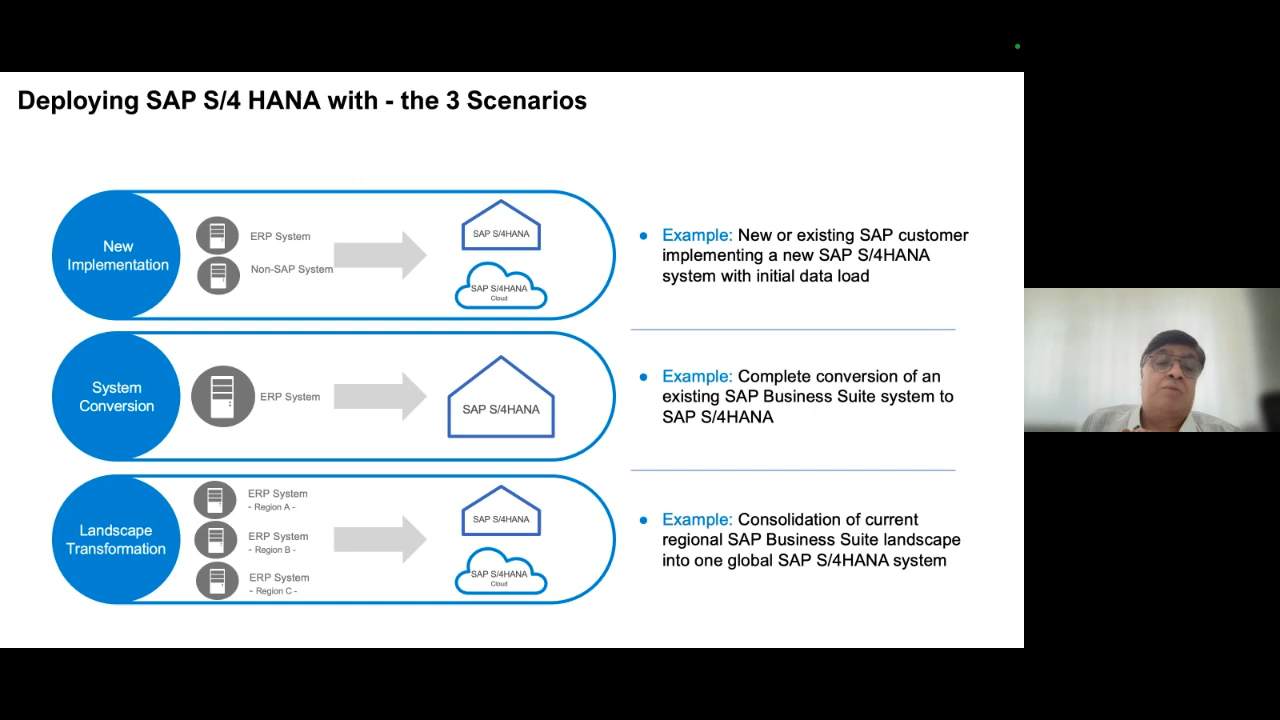 Deploying SAP S/4 HANA with - the 3 Scenarios
New
Implementation
ERP System
Non-SAP System
SAP S/4HANA
SAP S/4HANA
Cloud
Example: New or existing SAP customer
implementing a new SAP S/4HANA
system with initial data load
System
Conversion
ERP System
SAP S/4HANA
Example: Complete conversion of an
existing SAP Business Suite system to
SAP S/4HANA
Landscape
Transformation
ERP System
- Region A -
ERP System
- Region B -
ERP System
- Region C -
SAP S/4HANA
SAP S/4HANA
Cloud
Example: Consolidation of current
regional SAP Business Suite landscape
into one global SAP S/4HANA system